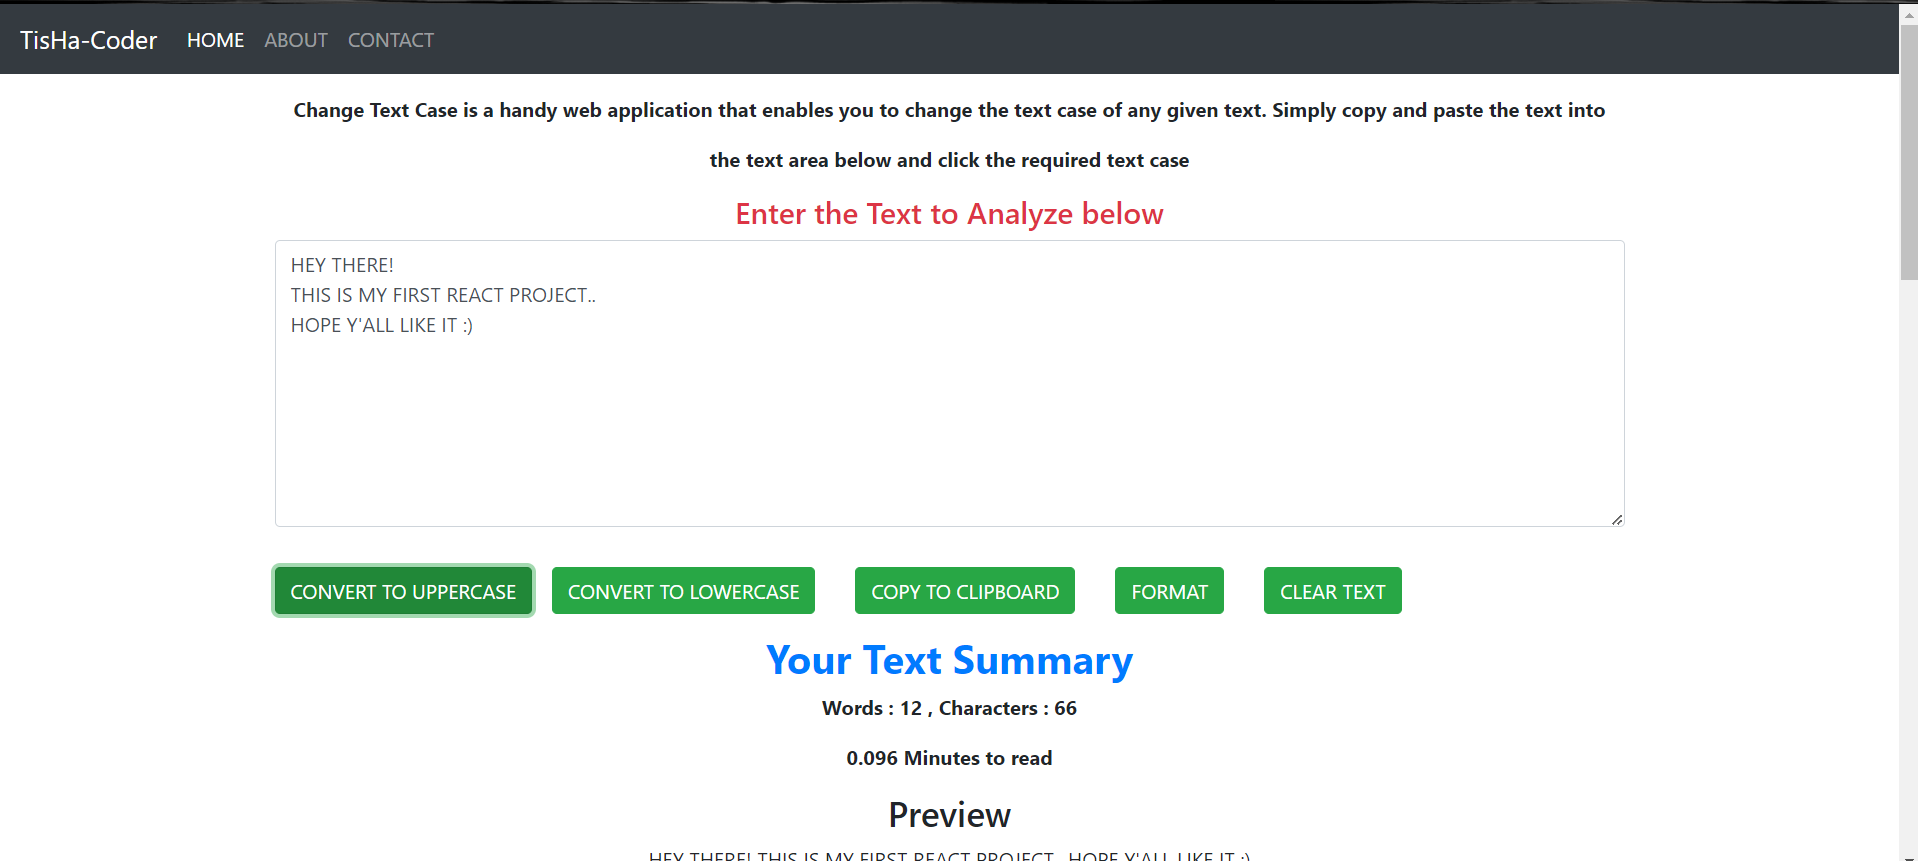 TisHa-Coder HOME ABOUT CONTACT
Change Text Case is a handy web application that enables you to change the text case of any given text. Simply copy and paste the text into
the text area below and click the required text case
Enter the Text to Analyze below
HEY THERE!
THIS IS MY FIRST REACT PROJECT..
HOPE Y'ALL LIKE IT :)
CONVERT TO UPPERCASE CONVERT TO LOWERCASE COPY TO CLIPBOARD FORMAT CLEAR TEXT
Your Text Summary
Words : 12 , Characters : 66
0.096 Minutes to read
Preview
HEY THERE! THIS IS MY FIRST REACT PROJECT.. HOPE Y'ALL LIKE IT :)